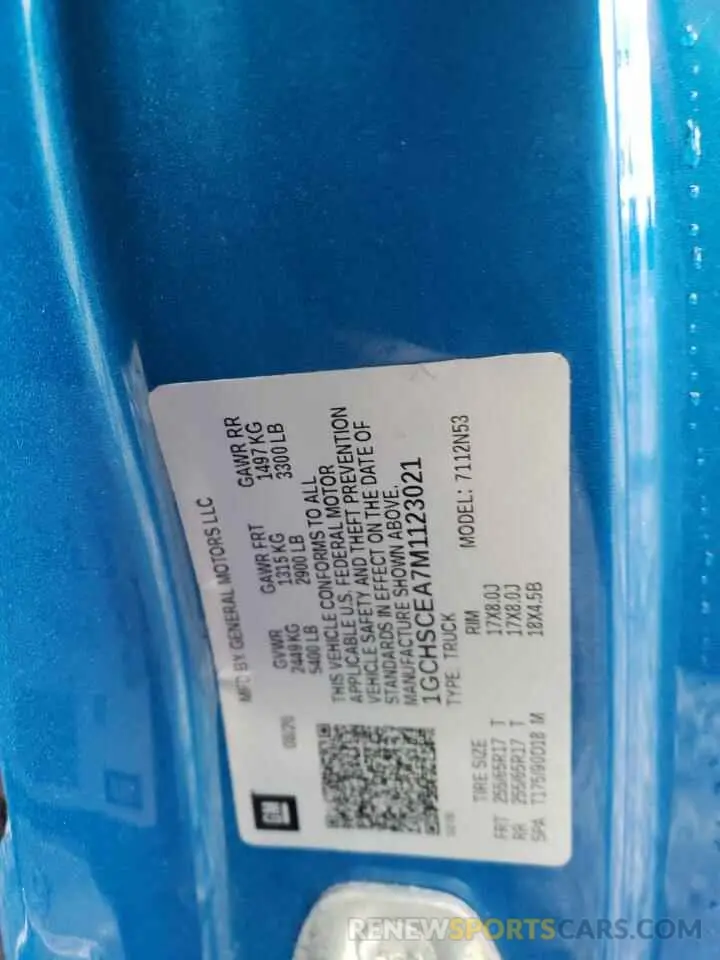 MFD BY GENERAL MOTORS LLC
GVWR GAWR FRT GAWR RR
2449 KG 1315 KG 1497 KG
5400 LB 2900 LB 3300 LB
THIS VEHICLE CONFORMS TO ALL
APPLICABLE U.S. FEDERAL MOTOR
VEHICLE SAFETY AND THEFT PREVENTION
STANDARDS IN EFFECT ON THE DATE OF
MANUFACTURE SHOWN ABOVE.
1GCHSCEA7M1123021
TYPE: TRUCK MODEL: 7112N53
TIRE SIZE RIM
FRT 255/65R17 T 17X8.0J
RR 255/65R17 T 17X8.0J
SPA T175/90D18 M 18X4.5B
GM
RENEWSPORTSCARS.COM